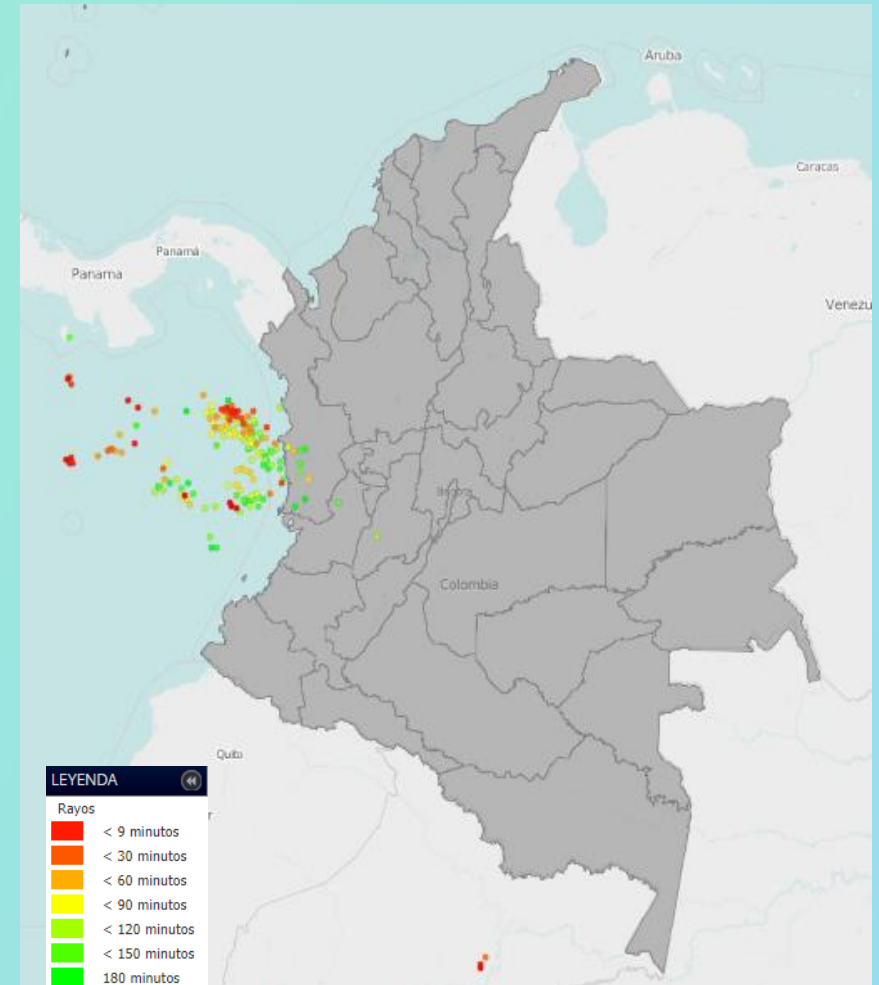 Aruba
Caracas
Panamá
Panama
Venezu
Bogotá
Colombia
Quito
r
LEYENDA
Rayos
< 9 minutos
< 30 minutos
< 60 minutos
< 90 minutos
< 120 minutos
< 150 minutos
180 minutos